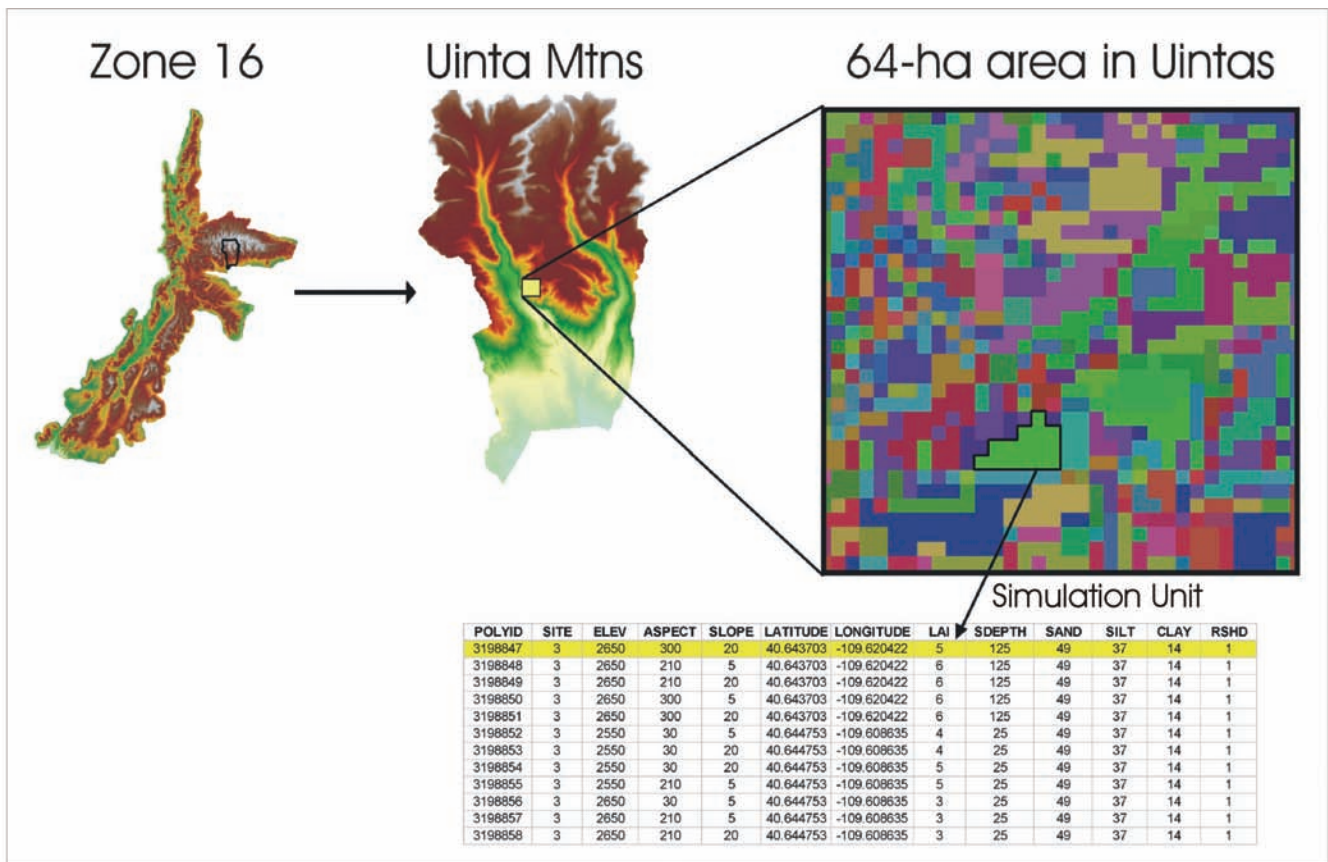 Zone 16
Uinta Mtns
64-ha area in Uintas
Simulation Unit
POLYID SITE ELEV ASPECT SLOPE LATITUDE LONGITUDE LAI SDEPTH SAND SILT CLAY RSHD
3198847 3 2650 300 20 40.643703 -109.620422 5 125 49 37 14 1
3198848 3 2650 210 5 40.643703 -109.620422 6 125 49 37 14 1
3198849 3 2650 210 20 40.643703 -109.620422 6 125 49 37 14 1
3198850 3 2650 300 5 40.643703 -109.620422 6 125 49 37 14 1
3198851 3 2650 300 20 40.643703 -109.620422 6 125 49 37 14 1
3198852 3 2550 30 5 40.644753 -109.608635 4 25 49 37 14 1
3198853 3 2550 30 20 40.644753 -109.608635 4 25 49 37 14 1
3198854 3 2550 30 20 40.644753 -109.608635 5 25 49 37 14 1
3198855 3 2550 210 5 40.644753 -109.608635 5 25 49 37 14 1
3198856 3 2650 30 5 40.644753 -109.608635 3 25 49 37 14 1
3198857 3 2650 210 5 40.644753 -109.608635 3 25 49 37 14 1
3198858 3 2650 210 20 40.644753 -109.608635 3 25 49 37 14 1